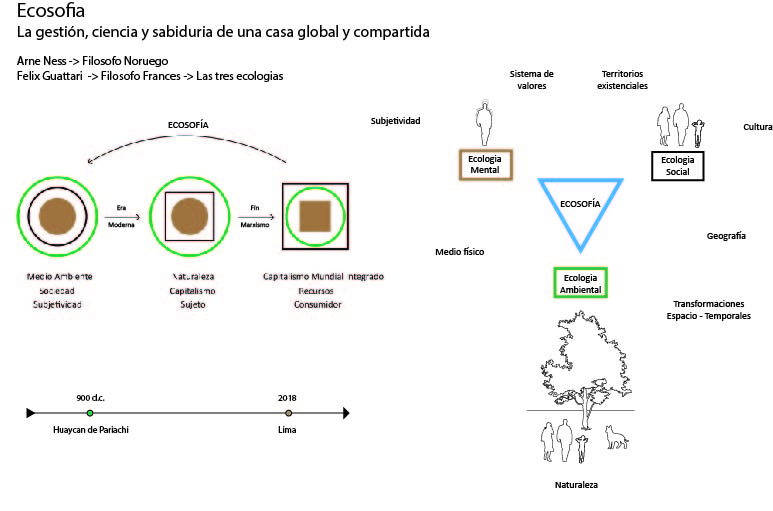 Ecosofia
La gestión, ciencia y sabiduria de una casa global y compartida
Arne Ness -> Filosofo Noruego
Felix Guattari -> Filosofo Frances -> Las tres ecologias
ECOSOFÍA
Era
Moderna
Fin
Marxismo
Medio Ambiente
Sociedad
Subjetividad
Naturaleza
Capitalismo
Sujeto
Capitalismo Mundial Integrado
Recursos
Consumidor
900 d.c.
2018
Huaycan de Pariachi
Lima
Sistema de
valores
Territorios
existenciales
Subjetividad
Cultura
Ecologia
Mental
Ecologia
Social
ECOSOFÍA
Medio físico
Geografía
Ecologia
Ambiental
Transformaciones
Espacio - Temporales
Naturaleza